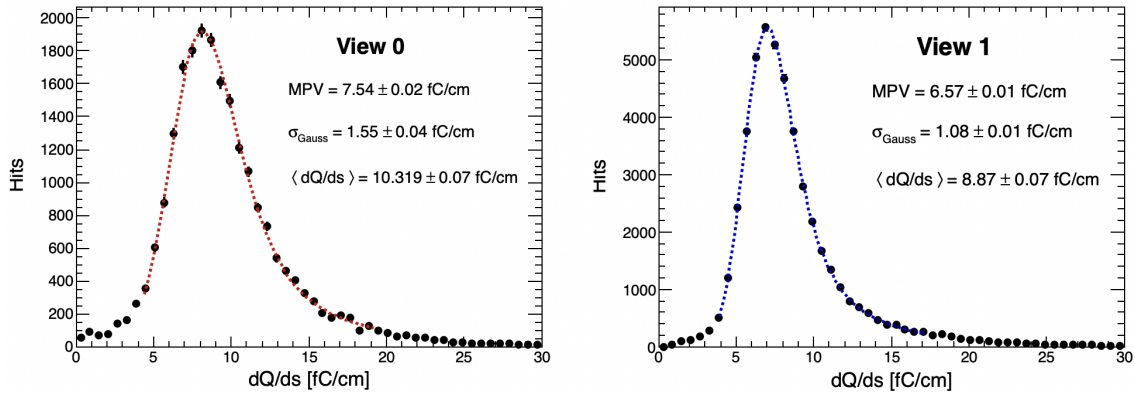 View 0
MPV = 7.54 ± 0.02 fC/cm
σGauss = 1.55 ± 0.04 fC/cm
⟨ dQ/ds ⟩ = 10.319 ± 0.07 fC/cm
Hits
2000
1800
1600
1400
1200
1000
800
600
400
200
0
0 5 10 15 20 25 30
dQ/ds [fC/cm]
View 1
MPV = 6.57 ± 0.01 fC/cm
σGauss = 1.08 ± 0.01 fC/cm
⟨ dQ/ds ⟩ = 8.87 ± 0.07 fC/cm
Hits
5000
4000
3000
2000
1000
0
0 5 10 15 20 25 30
dQ/ds [fC/cm]